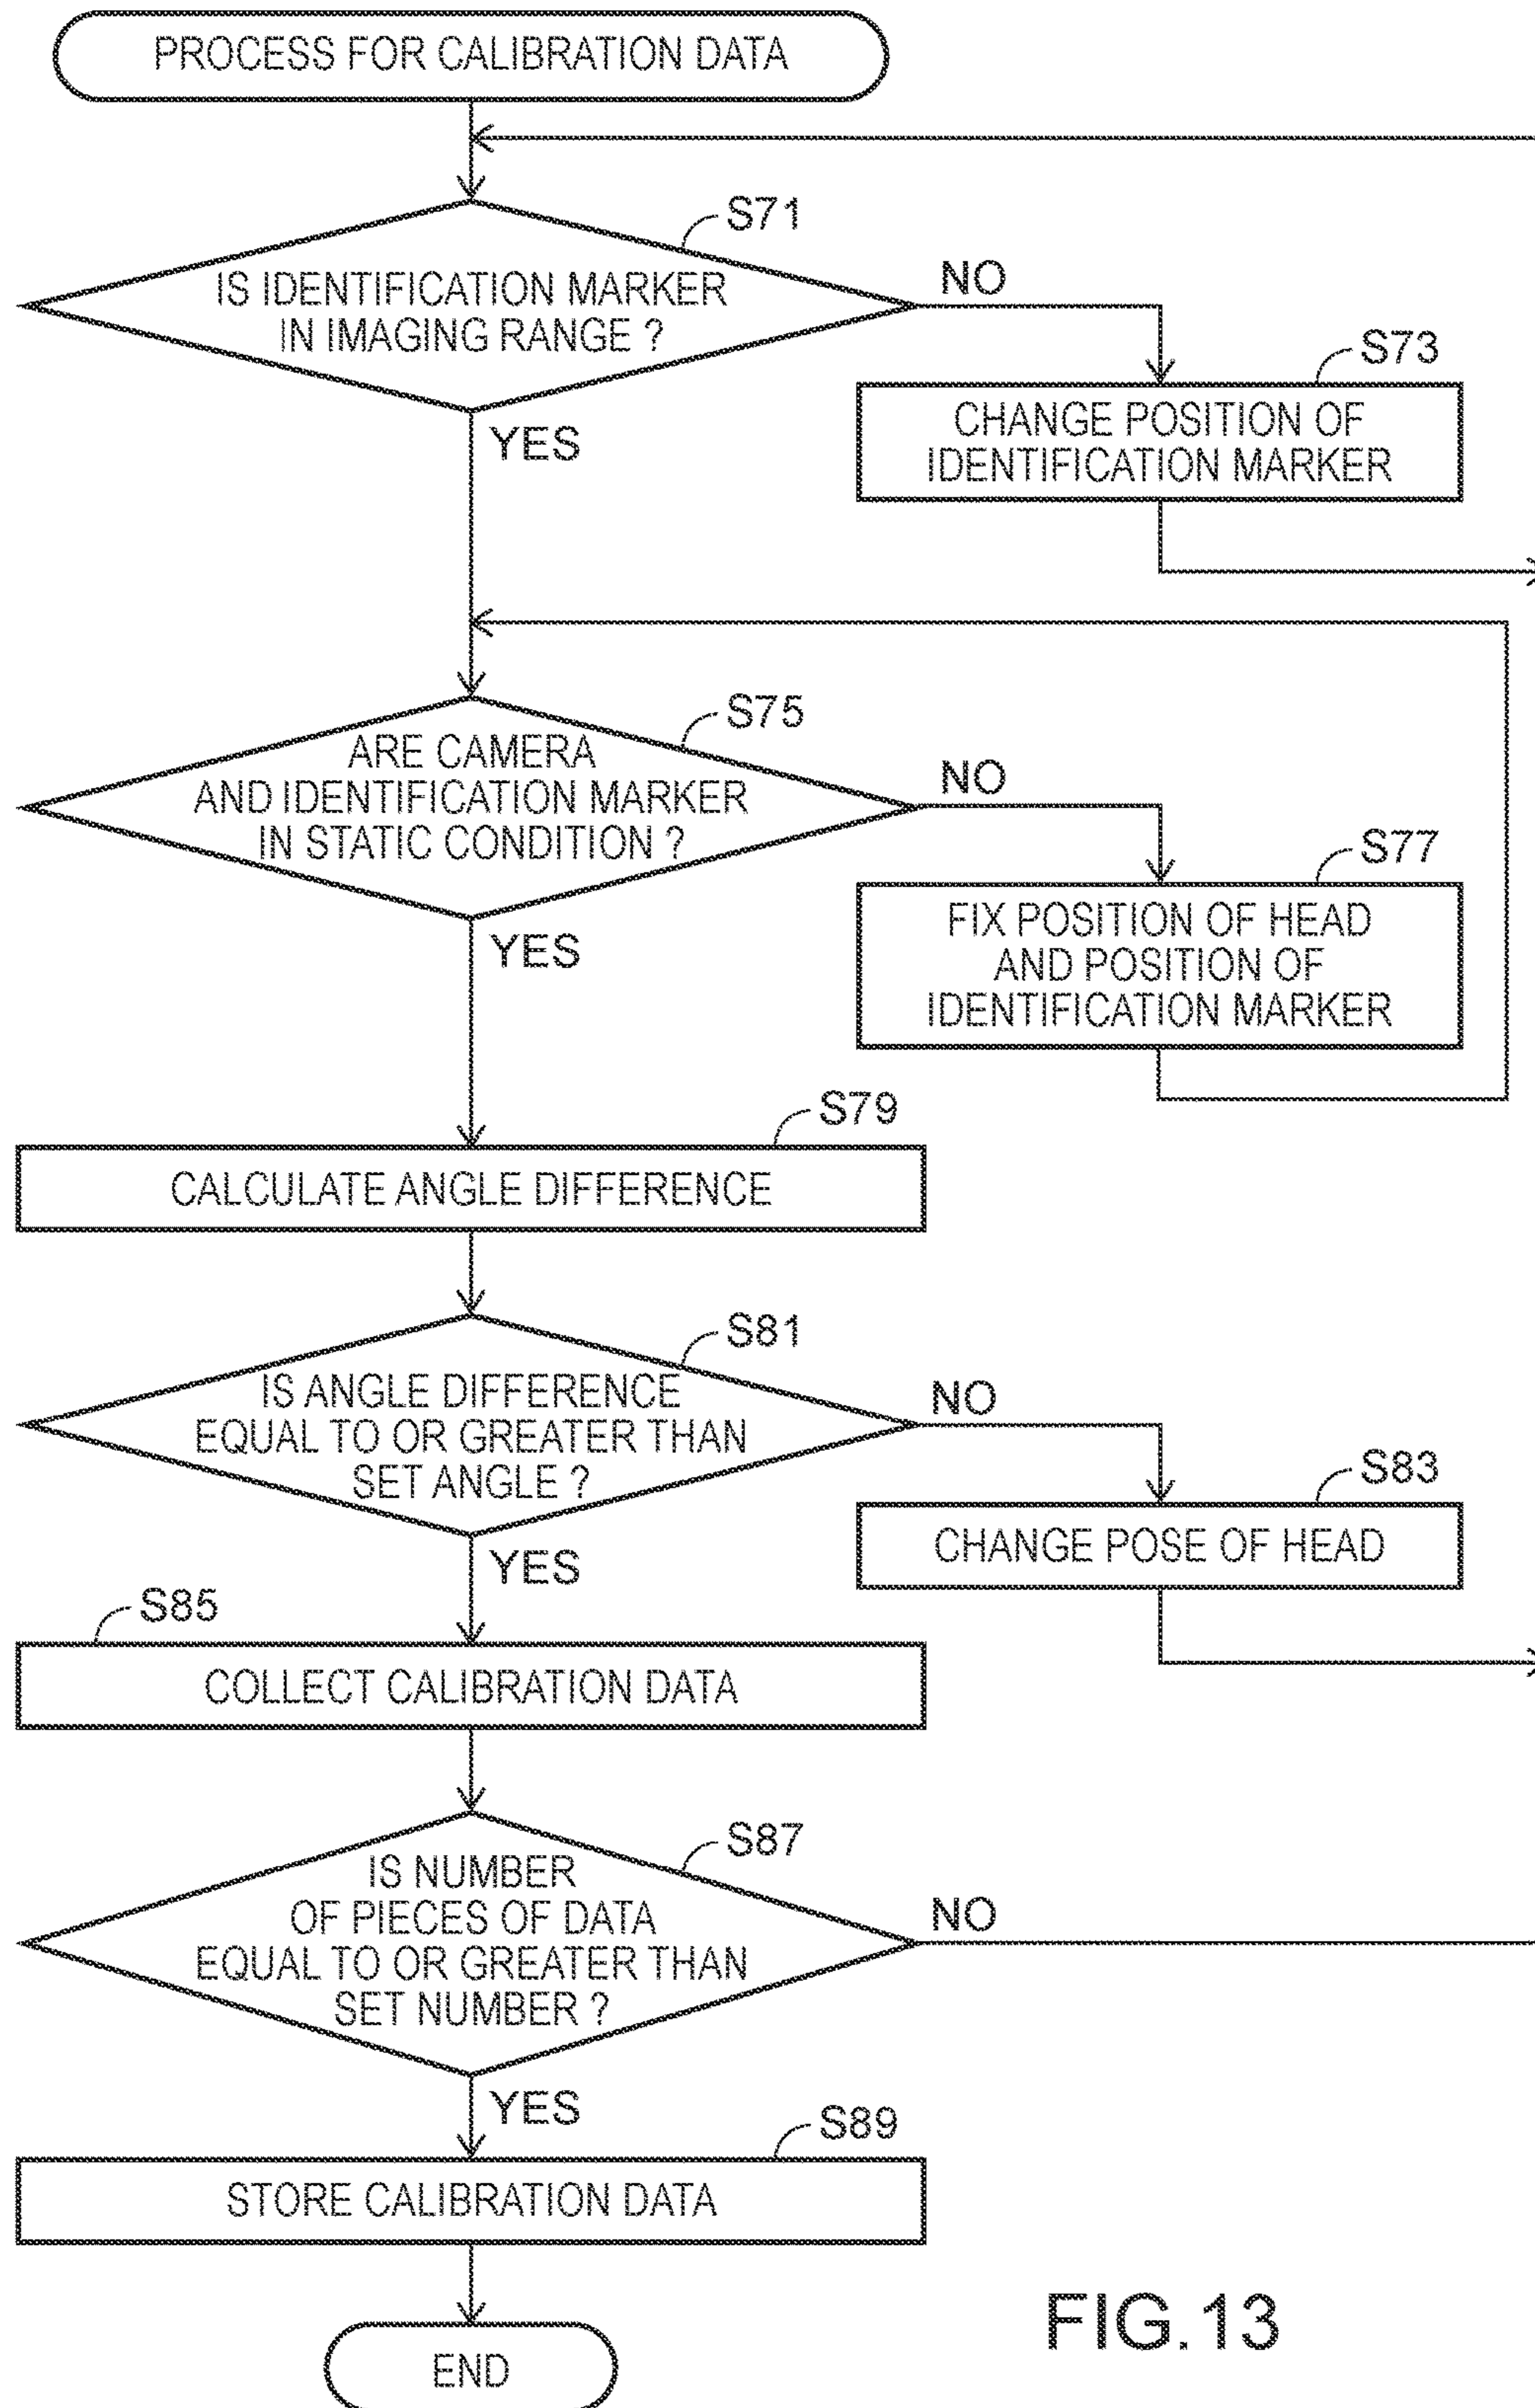 PROCESS FOR CALIBRATION DATA
S71
IS IDENTIFICATION MARKER
IN IMAGING RANGE ?
NO
YES
S73
CHANGE POSITION OF
IDENTIFICATION MARKER
S75
ARE CAMERA
AND IDENTIFICATION MARKER
IN STATIC CONDITION ?
NO
YES
S77
FIX POSITION OF HEAD
AND POSITION OF
IDENTIFICATION MARKER
S79
CALCULATE ANGLE DIFFERENCE
S81
IS ANGLE DIFFERENCE
EQUAL TO OR GREATER THAN
SET ANGLE ?
NO
YES
S83
CHANGE POSE OF HEAD
S85
COLLECT CALIBRATION DATA
S87
IS NUMBER
OF PIECES OF DATA
EQUAL TO OR GREATER THAN
SET NUMBER ?
NO
YES
S89
STORE CALIBRATION DATA
END
FIG.13